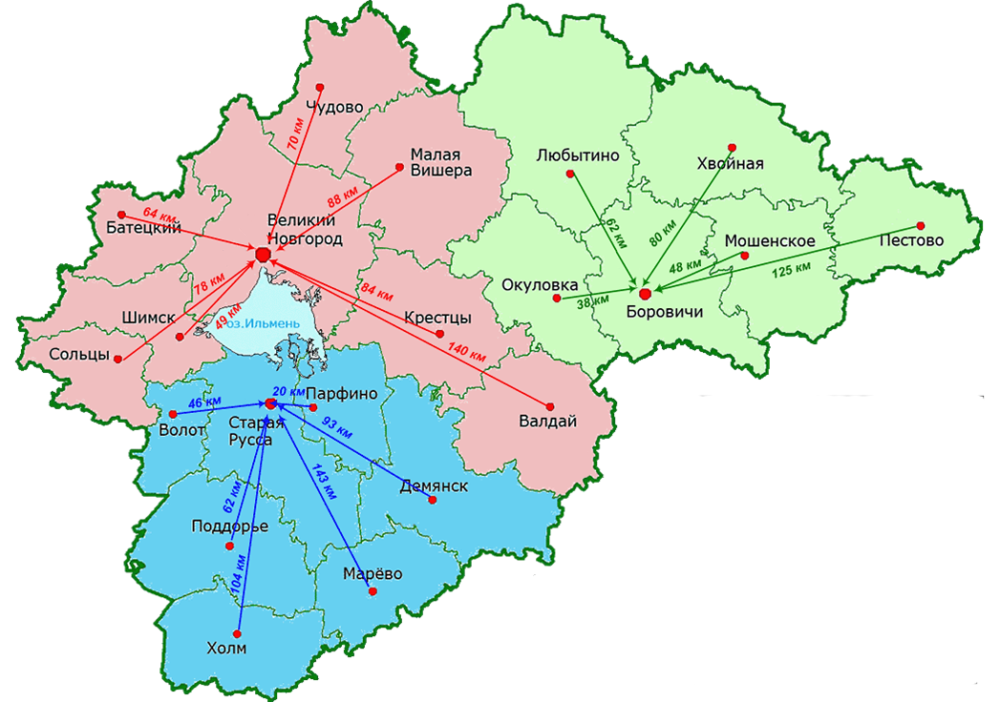 Чудово
70 км
Малая
Вишера
88 км
Любытино
Хвойная
64 км
Батецкий
Великий
Новгород
62 км
80 км
Мошенское
48 км
Пестово
125 км
78 км
84 км
Окуловка
38 км
Боровичи
Шимск
49 км
оз.Ильмень
Крестцы
140 км
Сольцы
Валдай
46 км
20 км
Парфино
Волот
Старая
Русса
93 км
143 км
Демянск
62 км
Поддорье
104 км
Марёво
Холм